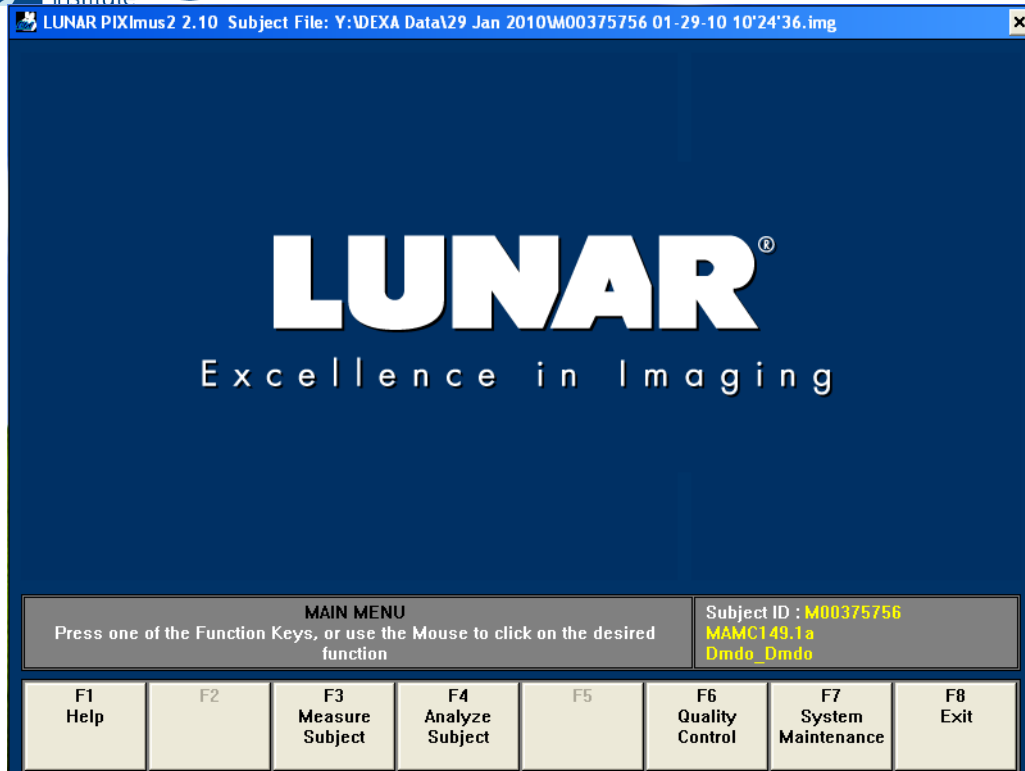 Institute
LUNAR PIXImus2 2.10 Subject File: Y:\DEXA Data\29 Jan 2010\M00375756 01-29-10 10'24'36.img
LUNAR®
Excellence in Imaging
MAIN MENU
Press one of the Function Keys, or use the Mouse to click on the desired
function
Subject ID : M00375756
MAMC149.1a
Dmdo_Dmdo
F1
Help
F2
F3
Measure
Subject
F4
Analyze
Subject
F5
F6
Quality
Control
F7
System
Maintenance
F8
Exit